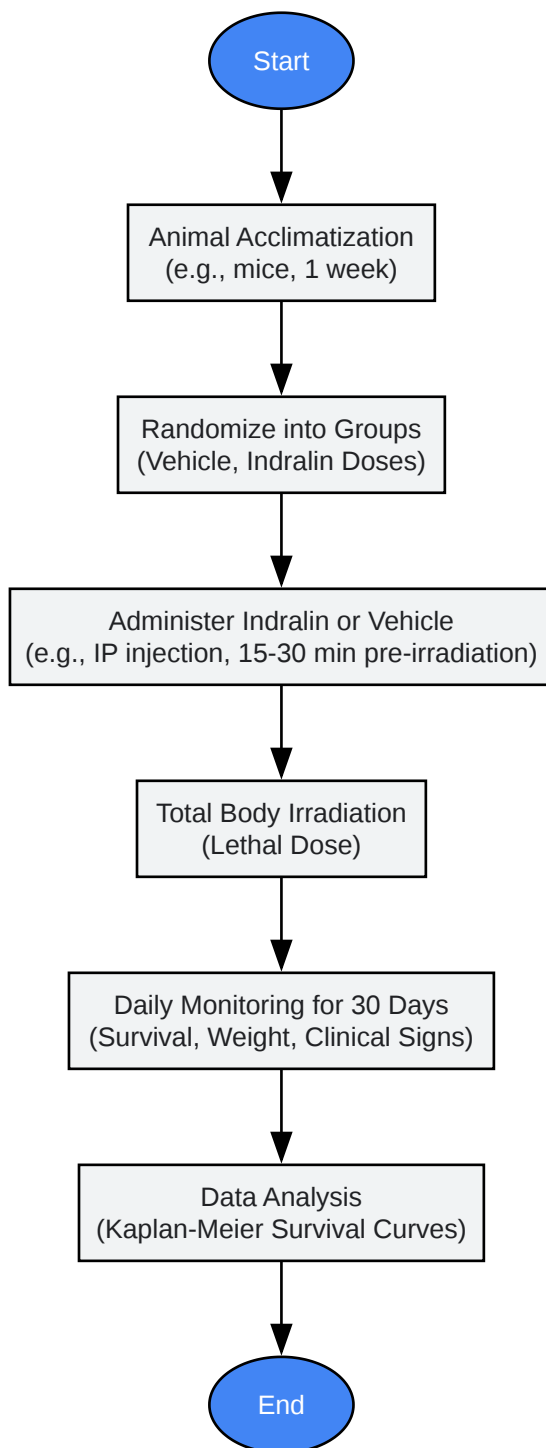 Start
Animal Acclimatization
(e.g., mice, 1 week)
Randomize into Groups
(Vehicle, Indralin Doses)
Administer Indralin or Vehicle
(e.g., IP injection, 15-30 min pre-irradiation)
Total Body Irradiation
(Lethal Dose)
Daily Monitoring for 30 Days
(Survival, Weight, Clinical Signs)
Data Analysis
(Kaplan-Meier Survival Curves)
End